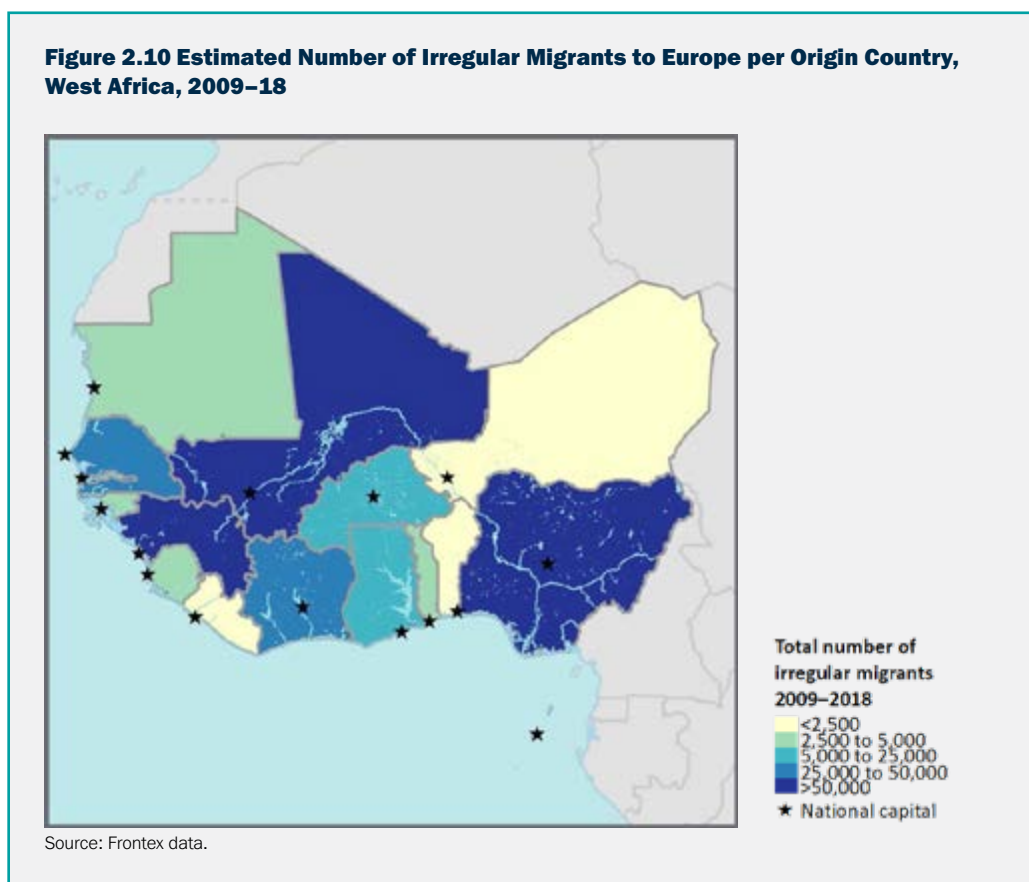 Figure 2.10 Estimated Number of Irregular Migrants to Europe per Origin Country,
West Africa, 2009–18
Total number of
irregular migrants
2009–2018
<2,500
2,500 to 5,000
5,000 to 25,000
25,000 to 50,000
>50,000
★ National capital
Source: Frontex data.